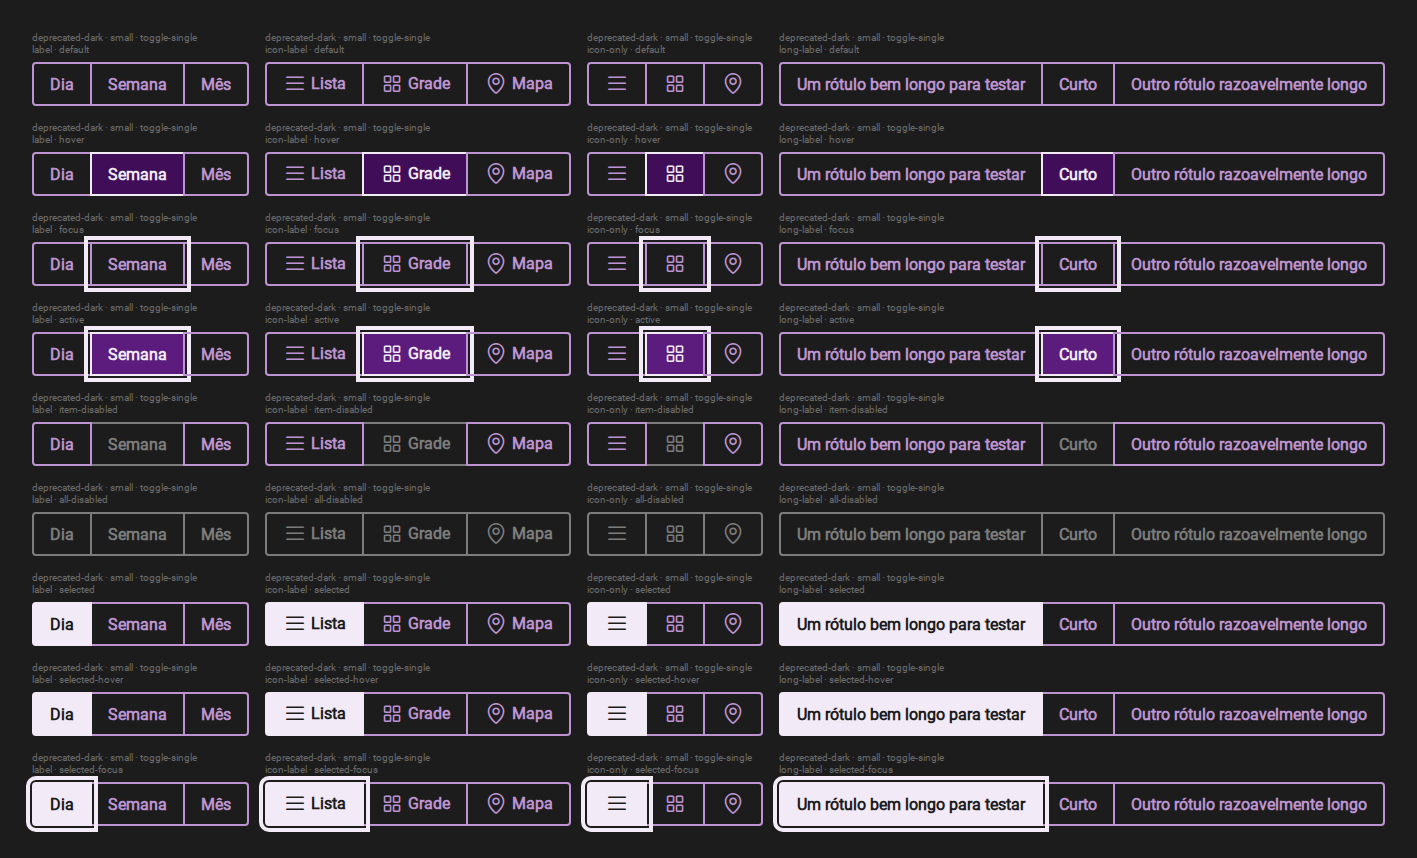 deprecated-dark · small · toggle-single
label · default
Dia Semana Mês
deprecated-dark · small · toggle-single
icon-label · default
Lista Grade Mapa
deprecated-dark · small · toggle-single
icon-only · default
deprecated-dark · small · toggle-single
long-label · default
Um rótulo bem longo para testar Curto Outro rótulo razoavelmente longo
deprecated-dark · small · toggle-single
label · hover
Dia Semana Mês
deprecated-dark · small · toggle-single
icon-label · hover
Lista Grade Mapa
deprecated-dark · small · toggle-single
icon-only · hover
deprecated-dark · small · toggle-single
long-label · hover
Um rótulo bem longo para testar Curto Outro rótulo razoavelmente longo
deprecated-dark · small · toggle-single
label · focus
Dia Semana Mês
deprecated-dark · small · toggle-single
icon-label · focus
Lista Grade Mapa
deprecated-dark · small · toggle-single
icon-only · focus
deprecated-dark · small · toggle-single
long-label · focus
Um rótulo bem longo para testar Curto Outro rótulo razoavelmente longo
deprecated-dark · small · toggle-single
label · active
Dia Semana Mês
deprecated-dark · small · toggle-single
icon-label · active
Lista Grade Mapa
deprecated-dark · small · toggle-single
icon-only · active
deprecated-dark · small · toggle-single
long-label · active
Um rótulo bem longo para testar Curto Outro rótulo razoavelmente longo
deprecated-dark · small · toggle-single
label · item-disabled
Dia Semana Mês
deprecated-dark · small · toggle-single
icon-label · item-disabled
Lista Grade Mapa
deprecated-dark · small · toggle-single
icon-only · item-disabled
deprecated-dark · small · toggle-single
long-label · item-disabled
Um rótulo bem longo para testar Curto Outro rótulo razoavelmente longo
deprecated-dark · small · toggle-single
label · all-disabled
Dia Semana Mês
deprecated-dark · small · toggle-single
icon-label · all-disabled
Lista Grade Mapa
deprecated-dark · small · toggle-single
icon-only · all-disabled
deprecated-dark · small · toggle-single
long-label · all-disabled
Um rótulo bem longo para testar Curto Outro rótulo razoavelmente longo
deprecated-dark · small · toggle-single
label · selected
Dia Semana Mês
deprecated-dark · small · toggle-single
icon-label · selected
Lista Grade Mapa
deprecated-dark · small · toggle-single
icon-only · selected
deprecated-dark · small · toggle-single
long-label · selected
Um rótulo bem longo para testar Curto Outro rótulo razoavelmente longo
deprecated-dark · small · toggle-single
label · selected-hover
Dia Semana Mês
deprecated-dark · small · toggle-single
icon-label · selected-hover
Lista Grade Mapa
deprecated-dark · small · toggle-single
icon-only · selected-hover
deprecated-dark · small · toggle-single
long-label · selected-hover
Um rótulo bem longo para testar Curto Outro rótulo razoavelmente longo
deprecated-dark · small · toggle-single
label · selected-focus
Dia Semana Mês
deprecated-dark · small · toggle-single
icon-label · selected-focus
Lista Grade Mapa
deprecated-dark · small · toggle-single
icon-only · selected-focus
deprecated-dark · small · toggle-single
long-label · selected-focus
Um rótulo bem longo para testar Curto Outro rótulo razoavelmente longo